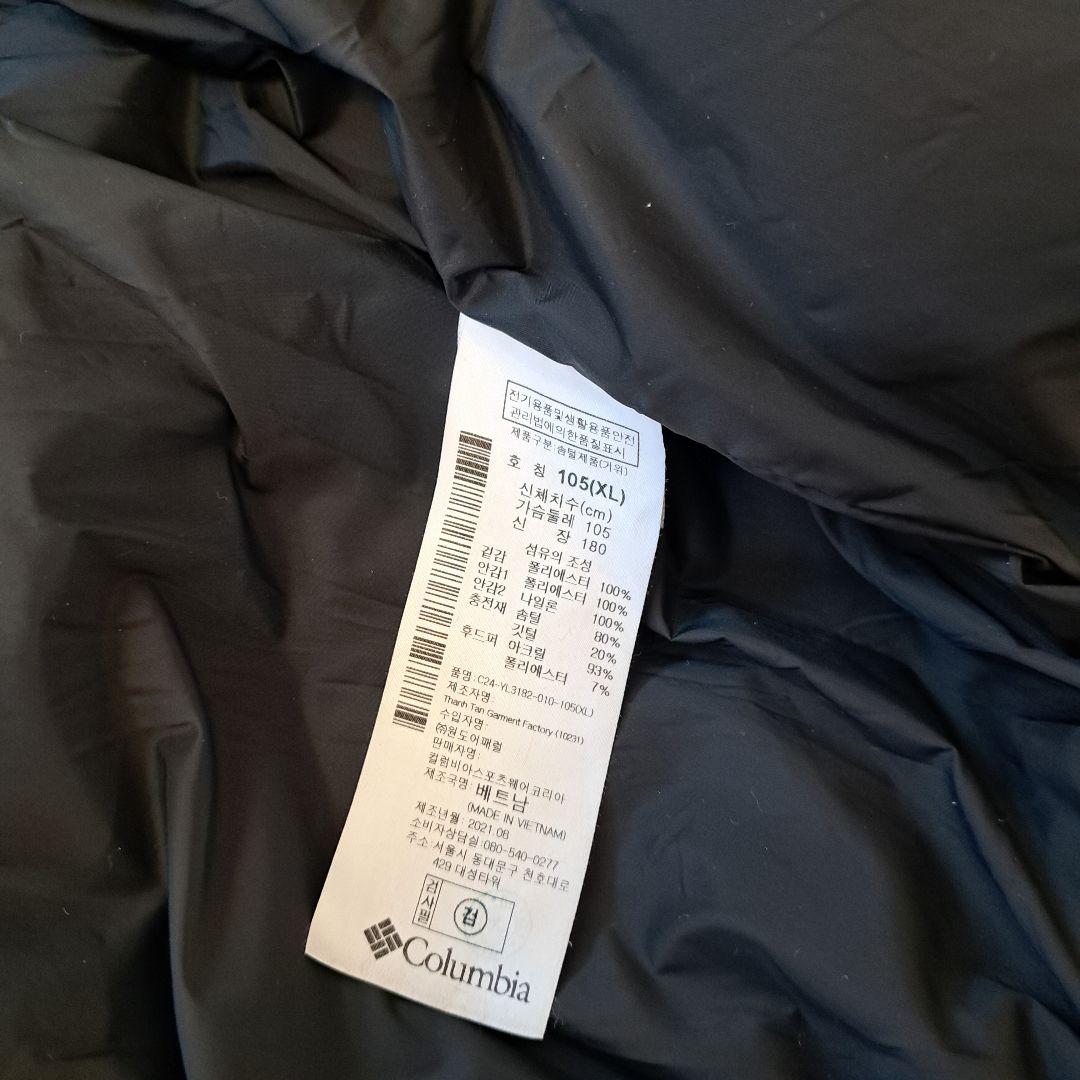 전기용품및생활용품안전
관리법에의한품질표시
제품구분:솜털제품(거위)
호 칭 105(XL)
신체치수(cm)
가슴둘레 105
신 장 180
섬유의 조성
겉감 폴리에스터 100%
안감1 폴리에스터 100%
안감2 나일론 100%
충전재 솜털 80%
깃털 20%
후드퍼 아크릴 93%
폴리에스터 7%
품명:C24-YL3182-010-105(XL)
제조자명:
Thanh Tan Garment Factory (10231)
수입자명:
㈜원도어패럴
판매자명:
컬럼비아스포츠웨어코리아
제조국명: 베트남
(MADE IN VIETNAM)
제조년월: 2021.08
소비자상담실:080-540-0277
주소:서울시 동대문구 천호대로
429 대성타워
검사필
검
Columbia